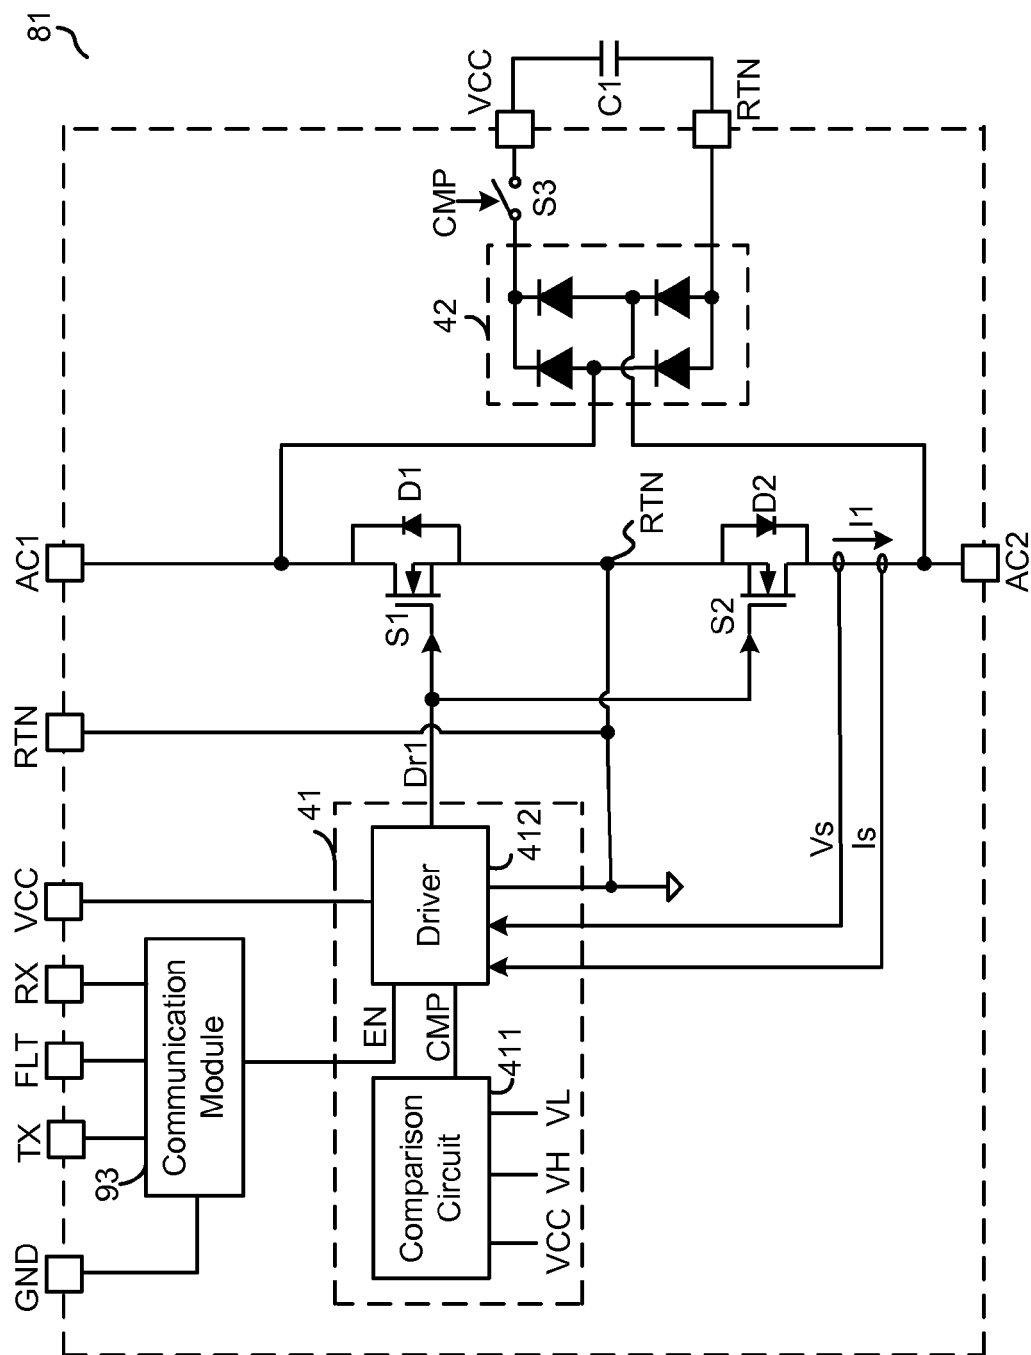 81
GND
TX
FLT
RX
VCC
RTN
AC1
93
Communication
Module
41
EN
CMP
Driver
412
Comparison
Circuit
411
VCC
VH
VL
Dr1
S1
D1
RTN
S2
D2
I1
Vs
Is
AC2
42
CMP
S3
VCC
C1
RTN